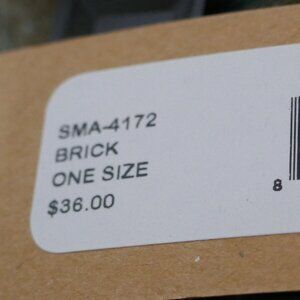 SMA-4172
BRICK
ONE SIZE
$36.00
8